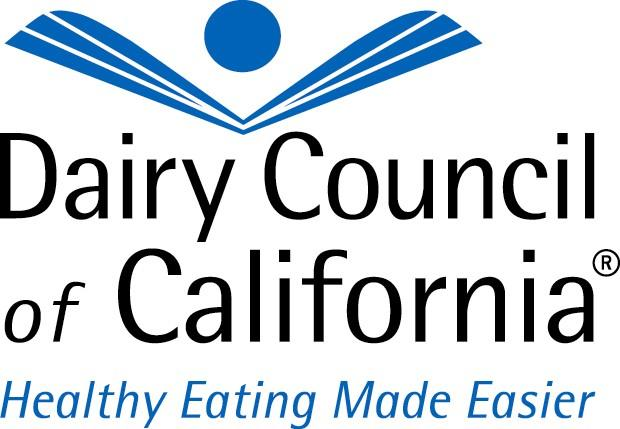 Dairy Council
of California®
Healthy Eating Made Easier